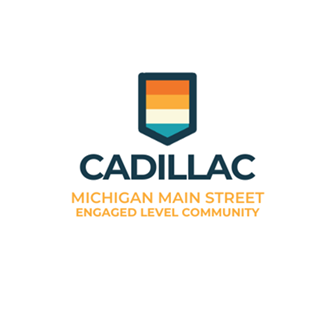 CADILLAC
MICHIGAN MAIN STREET
ENGAGED LEVEL COMMUNITY